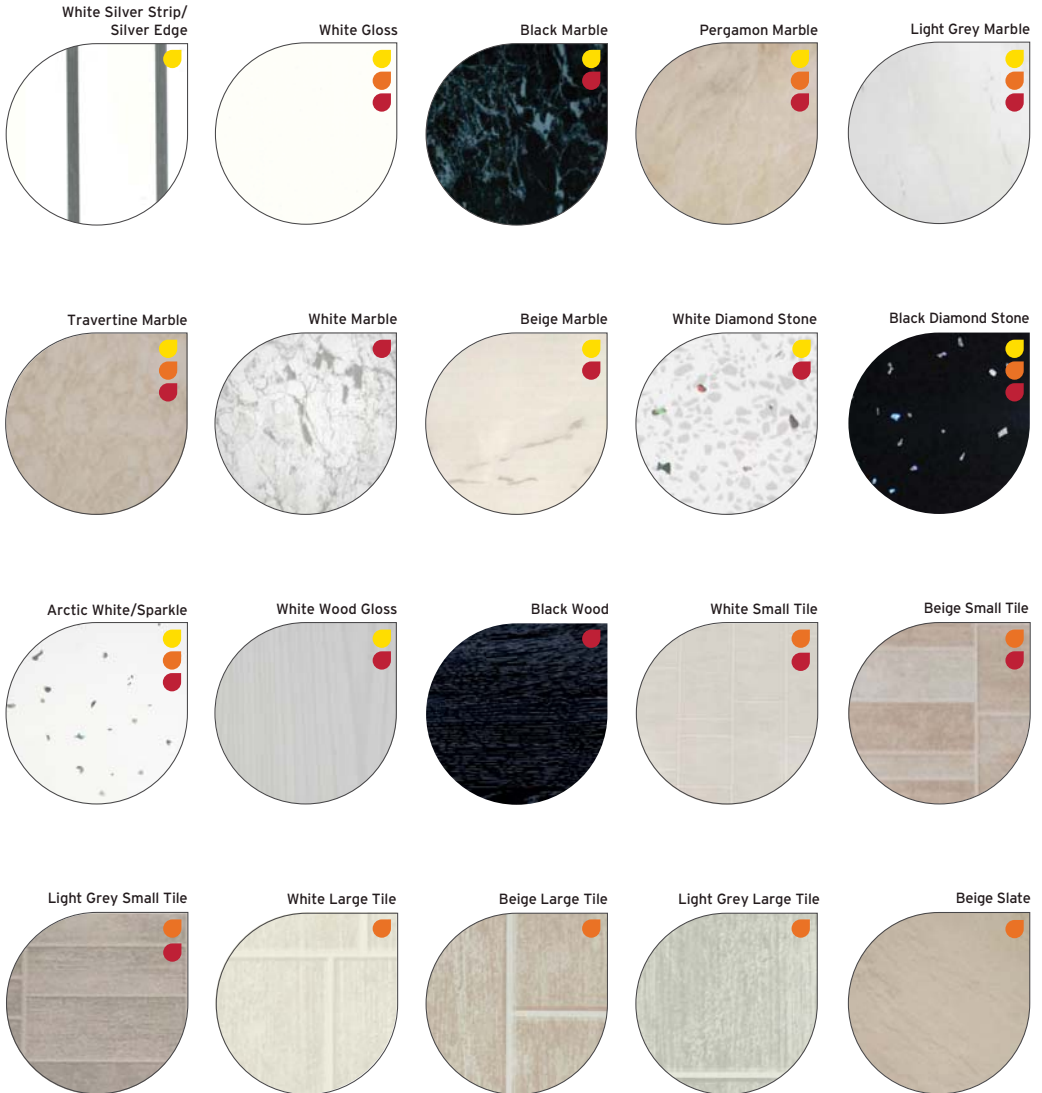 White Silver Strip/
Silver Edge
White Gloss
Black Marble
Pergamon Marble
Light Grey Marble
Travertine Marble
White Marble
Beige Marble
White Diamond Stone
Black Diamond Stone
Arctic White/Sparkle
White Wood Gloss
Black Wood
White Small Tile
Beige Small Tile
Light Grey Small Tile
White Large Tile
Beige Large Tile
Light Grey Large Tile
Beige Slate